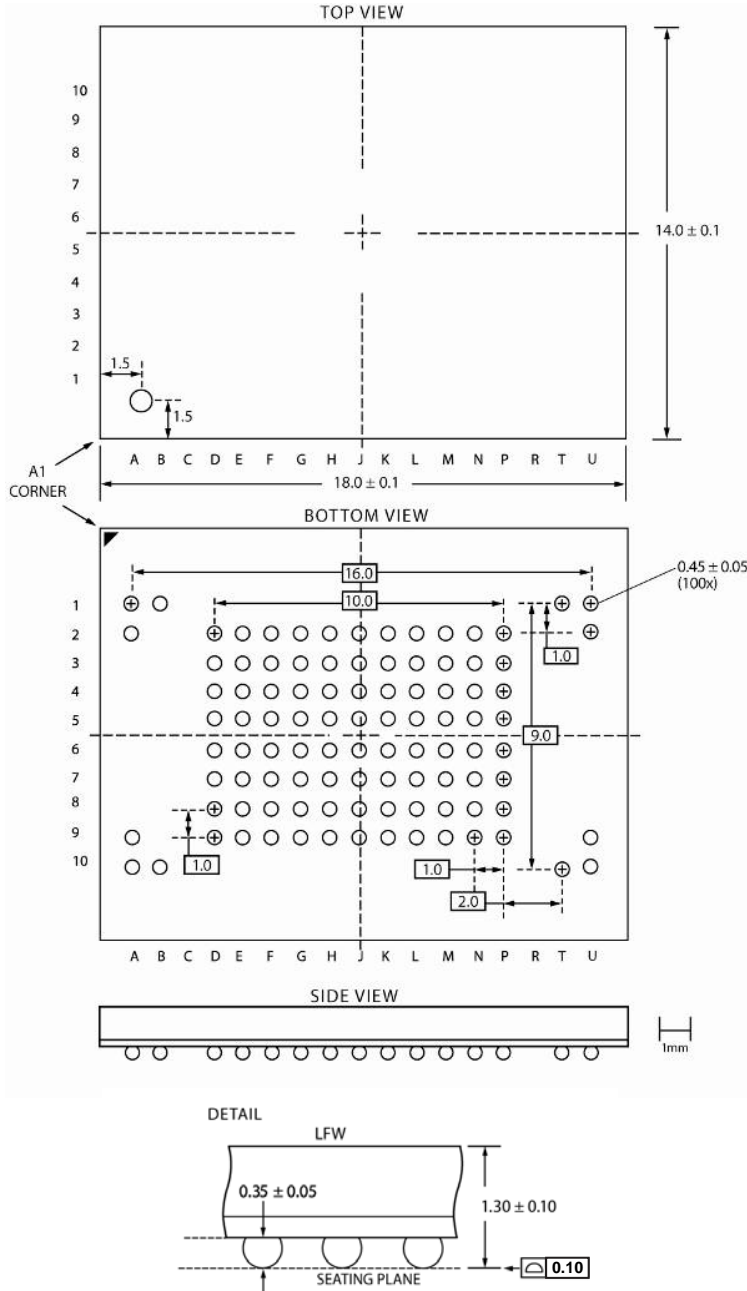 TOP VIEW
10
9
8
7
6
5
4
3
2
1
1.5
1.5
14.0 ± 0.1
A B C D E F G H J K L M N P R T U
18.0 ± 0.1
A1
CORNER
BOTTOM VIEW
16.0
10.0
0.45 ± 0.05
(100x)
1
2
3
4
5
6
7
8
9
10
1.0
9.0
1.0
1.0
2.0
A B C D E F G H J K L M N P R T U
SIDE VIEW
1mm
DETAIL
LFW
0.35 ± 0.05
1.30 ± 0.10
SEATING PLANE
0.10